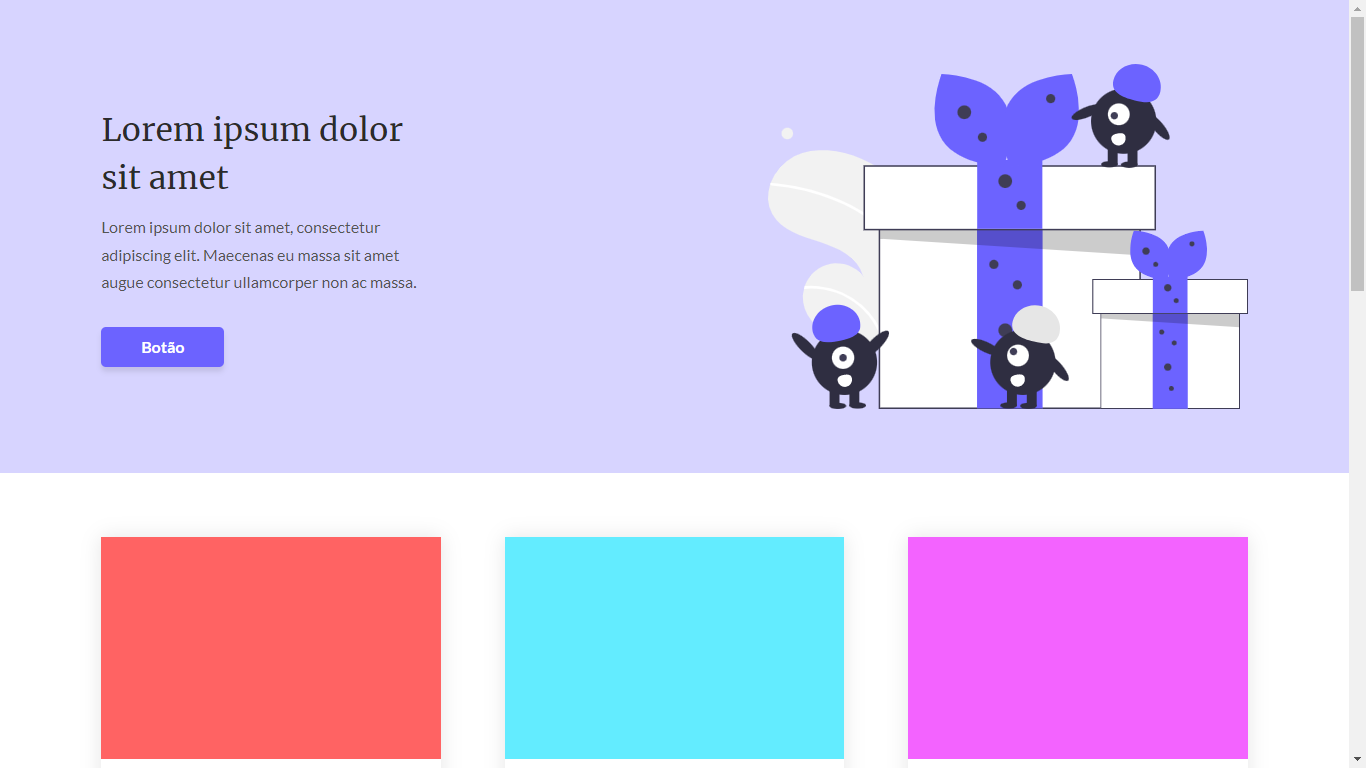 Lorem ipsum dolor
sit amet
Lorem ipsum dolor sit amet, consectetur
adipiscing elit. Maecenas eu massa sit amet
augue consectetur ullamcorper non ac massa.
Botão